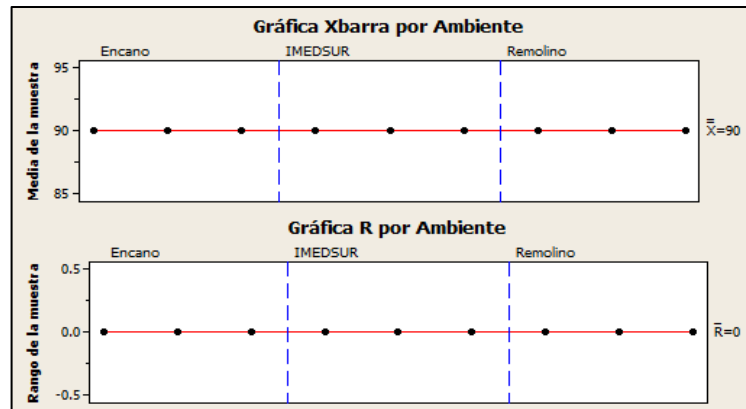 Gráfica Xbarra por Ambiente
Encano IMEDSUR Remolino
Media de la muestra
95
90
85
X̿=90
Gráfica R por Ambiente
Encano IMEDSUR Remolino
Rango de la muestra
0.5
0.0
-0.5
R̄=0